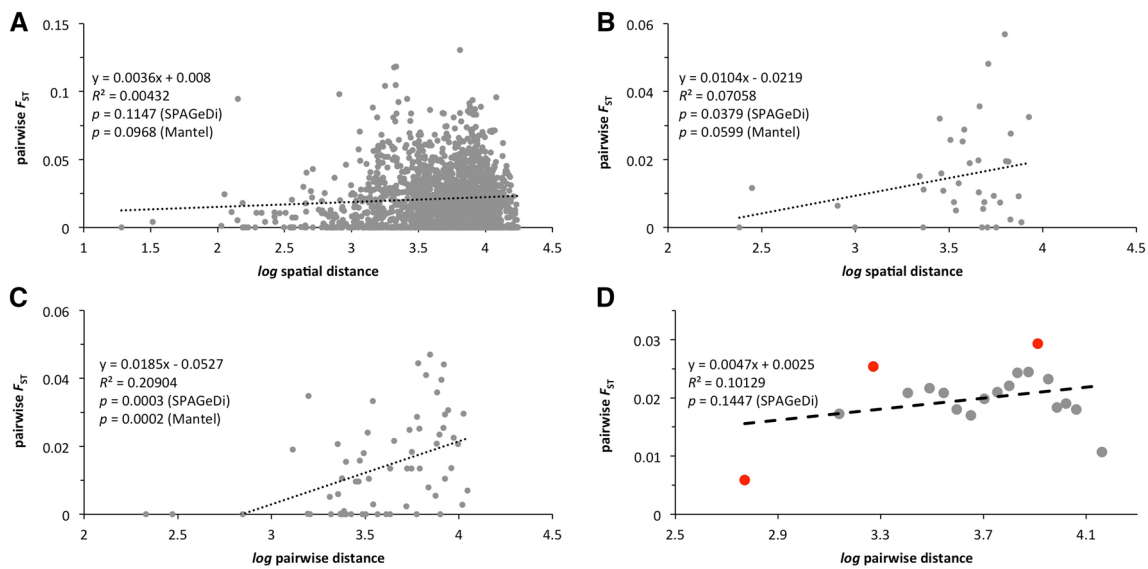 A
0.15
0.1
0.05
0
pairwise FST
y = 0.0036x + 0.008
R² = 0.00432
p = 0.1147 (SPAGeDi)
p = 0.0968 (Mantel)
1 1.5 2 2.5 3 3.5 4 4.5
log spatial distance
B
0.06
0.04
0.02
0
pairwise FST
y = 0.0104x - 0.0219
R² = 0.07058
p = 0.0379 (SPAGeDi)
p = 0.0599 (Mantel)
2 2.5 3 3.5 4 4.5
log spatial distance
C
0.06
0.04
0.02
0
pairwise FST
y = 0.0185x - 0.0527
R² = 0.20904
p = 0.0003 (SPAGeDi)
p = 0.0002 (Mantel)
2 2.5 3 3.5 4 4.5
log pairwise distance
D
0.03
0.02
0.01
0
pairwise FST
y = 0.0047x + 0.0025
R² = 0.10129
p = 0.1447 (SPAGeDi)
2.5 2.9 3.3 3.7 4.1
log pairwise distance